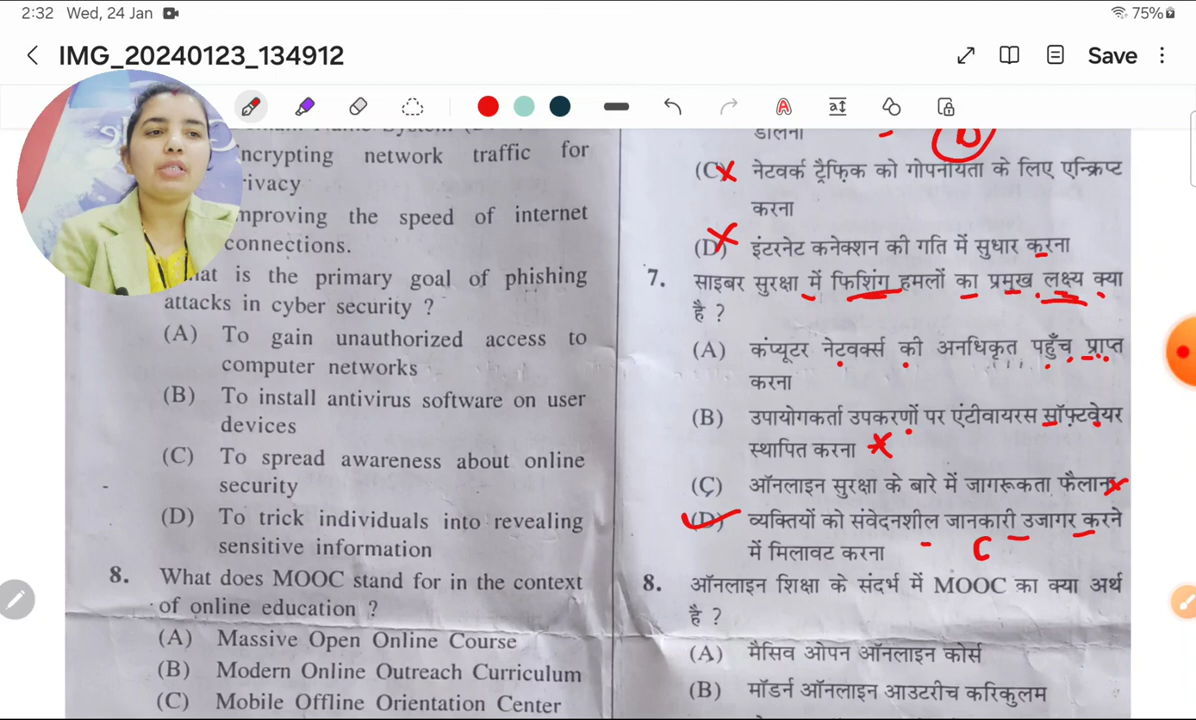 2:32 Wed, 24 Jan
75%
IMG_20240123_134912
Save
ncrypting network traffic for
rivacy
mproving the speed of internet
connections.
at is the primary goal of phishing
attacks in cyber security ?
(A) To gain unauthorized access to
computer networks
(B) To install antivirus software on user
devices
(C) To spread awareness about online
security
(D) To trick individuals into revealing
sensitive information
8. What does MOOC stand for in the context
of online education ?
(A) Massive Open Online Course
(B) Modern Online Outreach Curriculum
(C) Mobile Offline Orientation Center
डालना
D
(C) नेटवर्क ट्रैफ़िक को गोपनीयता के लिए एन्क्रिप्ट
करना
(D) इंटरनेट कनेक्शन की गति में सुधार करना
7. साइबर सुरक्षा में फिशिंग हमलों का प्रमुख लक्ष्य क्या
है ?
(A) कंप्यूटर नेटवर्क्स की अनधिकृत पहुँच प्राप्त
करना
(B) उपायोगकर्ता उपकरणों पर एंटीवायरस सॉफ़्टवेयर
स्थापित करना
(C) ऑनलाइन सुरक्षा के बारे में जागरूकता फैलाना
(D) व्यक्तियों को संवेदनशील जानकारी उजागर करने
में मिलावट करना
C
8. ऑनलाइन शिक्षा के संदर्भ में MOOC का क्या अर्थ
है ?
(A) मैसिव ओपन ऑनलाइन कोर्स
(B) मॉडर्न ऑनलाइन आउटरीच करिकुलम